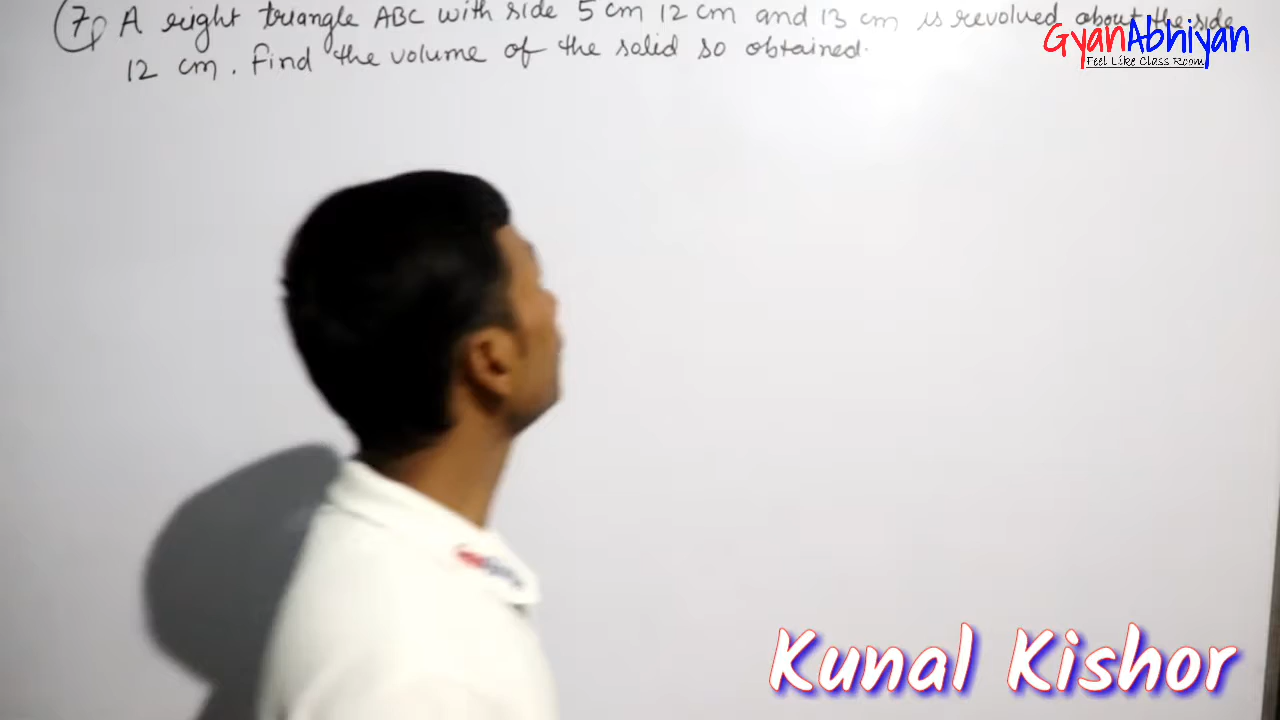 7) A right triangle ABC with side 5 cm 12 cm and 13 cm is revolved about the side
12 cm. Find the volume of the solid so obtained.
GyanAbhiyan
Feel Like Class Room
Kunal Kishor